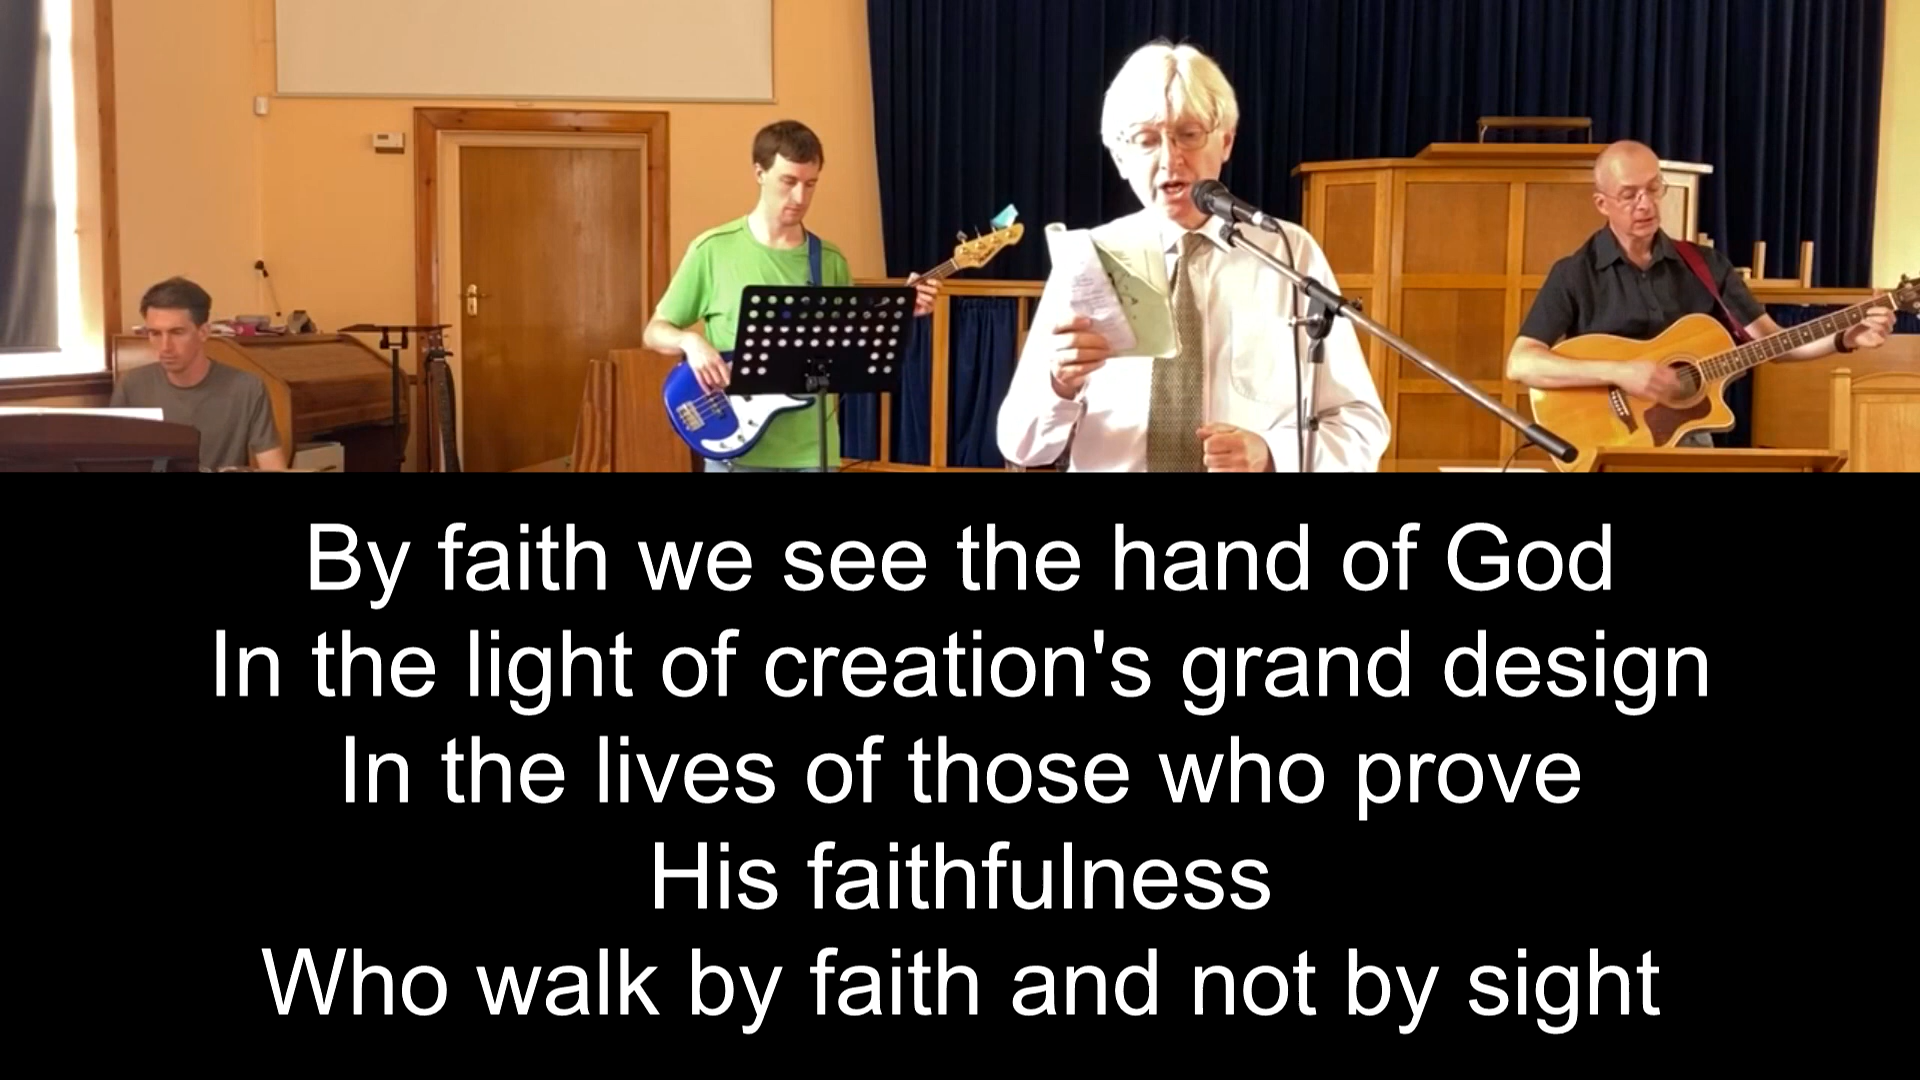 By faith we see the hand of God
In the light of creation's grand design
In the lives of those who prove
His faithfulness
Who walk by faith and not by sight